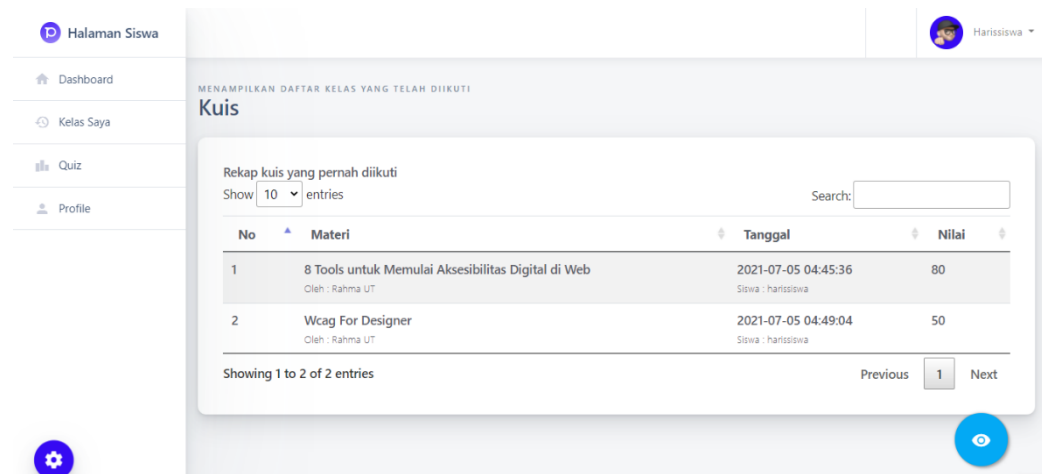 Halaman Siswa
Harissiswa
Dashboard
Kelas Saya
Quiz
Profile
MENAMPILKAN DAFTAR KELAS YANG TELAH DIIKUTI
Kuis
Rekap kuis yang pernah diikuti
Show 10 entries
Search:
No Materi Tanggal Nilai
1 8 Tools untuk Memulai Aksesibilitas Digital di Web 2021-07-05 04:45:36 80
Oleh : Rahma UT Siswa : harissiswa
2 Wcag For Designer 2021-07-05 04:49:04 50
Oleh : Rahma UT Siswa : harissiswa
Showing 1 to 2 of 2 entries
Previous 1 Next